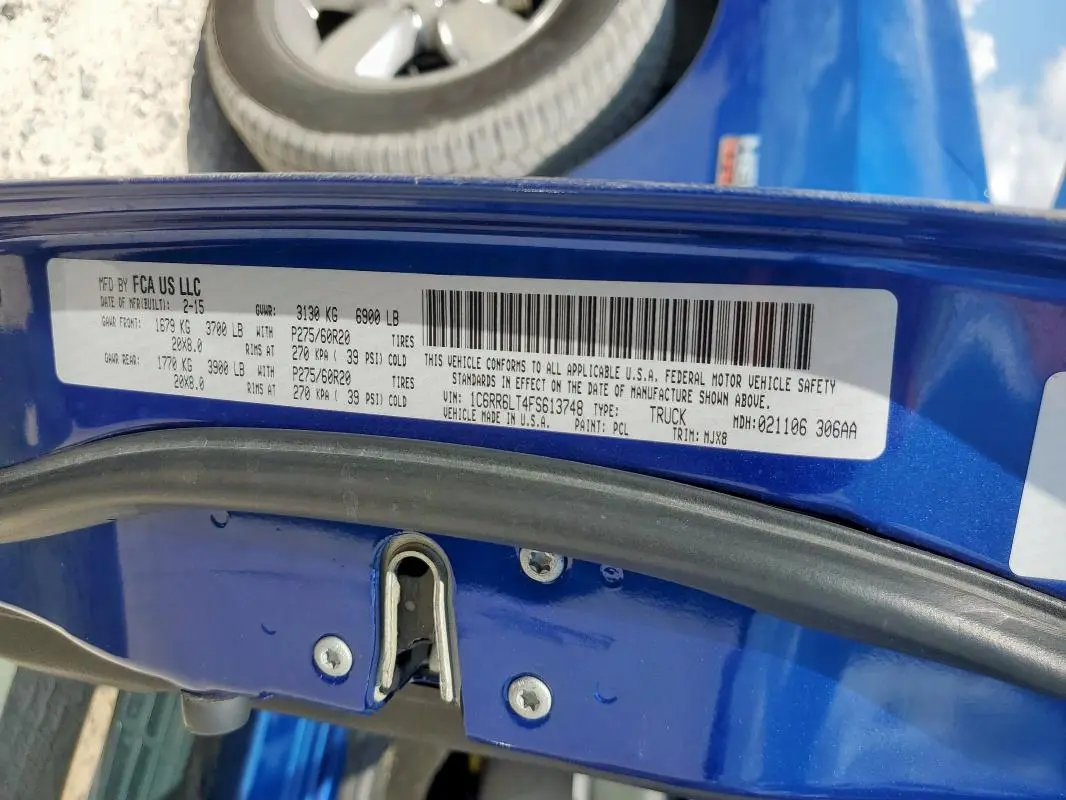 MFD BY FCA US LLC
DATE OF MFR(BUILT): 2-15 GVWR: 3130 KG 6900 LB
GAWR FRONT: 1679 KG 3700 LB WITH P275/60R20 TIRES
20X8.0 RIMS AT 270 KPA ( 39 PSI) COLD
GAWR REAR: 1770 KG 3900 LB WITH P275/60R20 TIRES
20X8.0 RIMS AT 270 KPA ( 39 PSI) COLD
THIS VEHICLE CONFORMS TO ALL APPLICABLE U.S.A. FEDERAL MOTOR VEHICLE SAFETY
STANDARDS IN EFFECT ON THE DATE OF MANUFACTURE SHOWN ABOVE.
VIN: 1C6RR6LT4FS613748 TYPE: TRUCK MDH:021106 306AA
VEHICLE MADE IN U.S.A. PAINT: PCL TRIM: MJX8